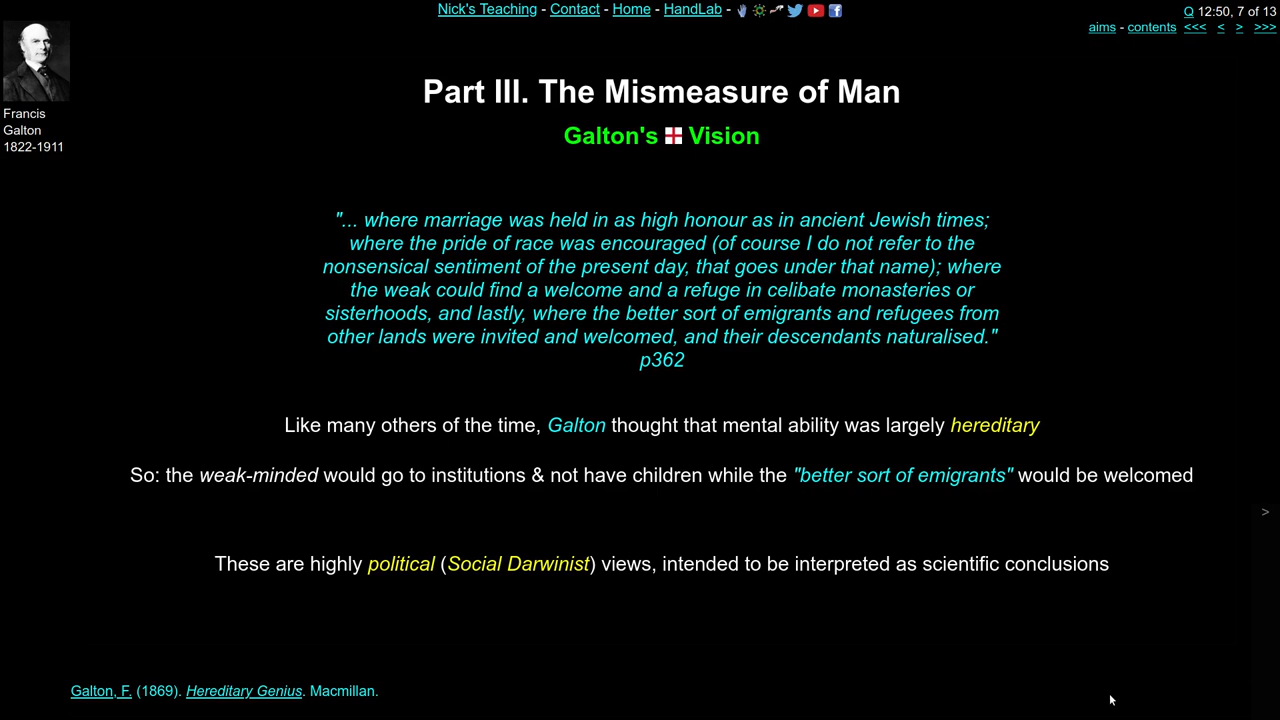 Nick's Teaching - Contact - Home - HandLab -
Q 12:50, 7 of 13
aims - contents <<< < > >>>
Francis
Galton
1822-1911
Part III. The Mismeasure of Man
Galton's Vision
"... where marriage was held in as high honour as in ancient Jewish times;
where the pride of race was encouraged (of course I do not refer to the
nonsensical sentiment of the present day, that goes under that name); where
the weak could find a welcome and a refuge in celibate monasteries or
sisterhoods, and lastly, where the better sort of emigrants and refugees from
other lands were invited and welcomed, and their descendants naturalised."
p362
Like many others of the time, Galton thought that mental ability was largely hereditary
So: the weak-minded would go to institutions & not have children while the "better sort of emigrants" would be welcomed
>
These are highly political (Social Darwinist) views, intended to be interpreted as scientific conclusions
Galton, F. (1869). Hereditary Genius. Macmillan.